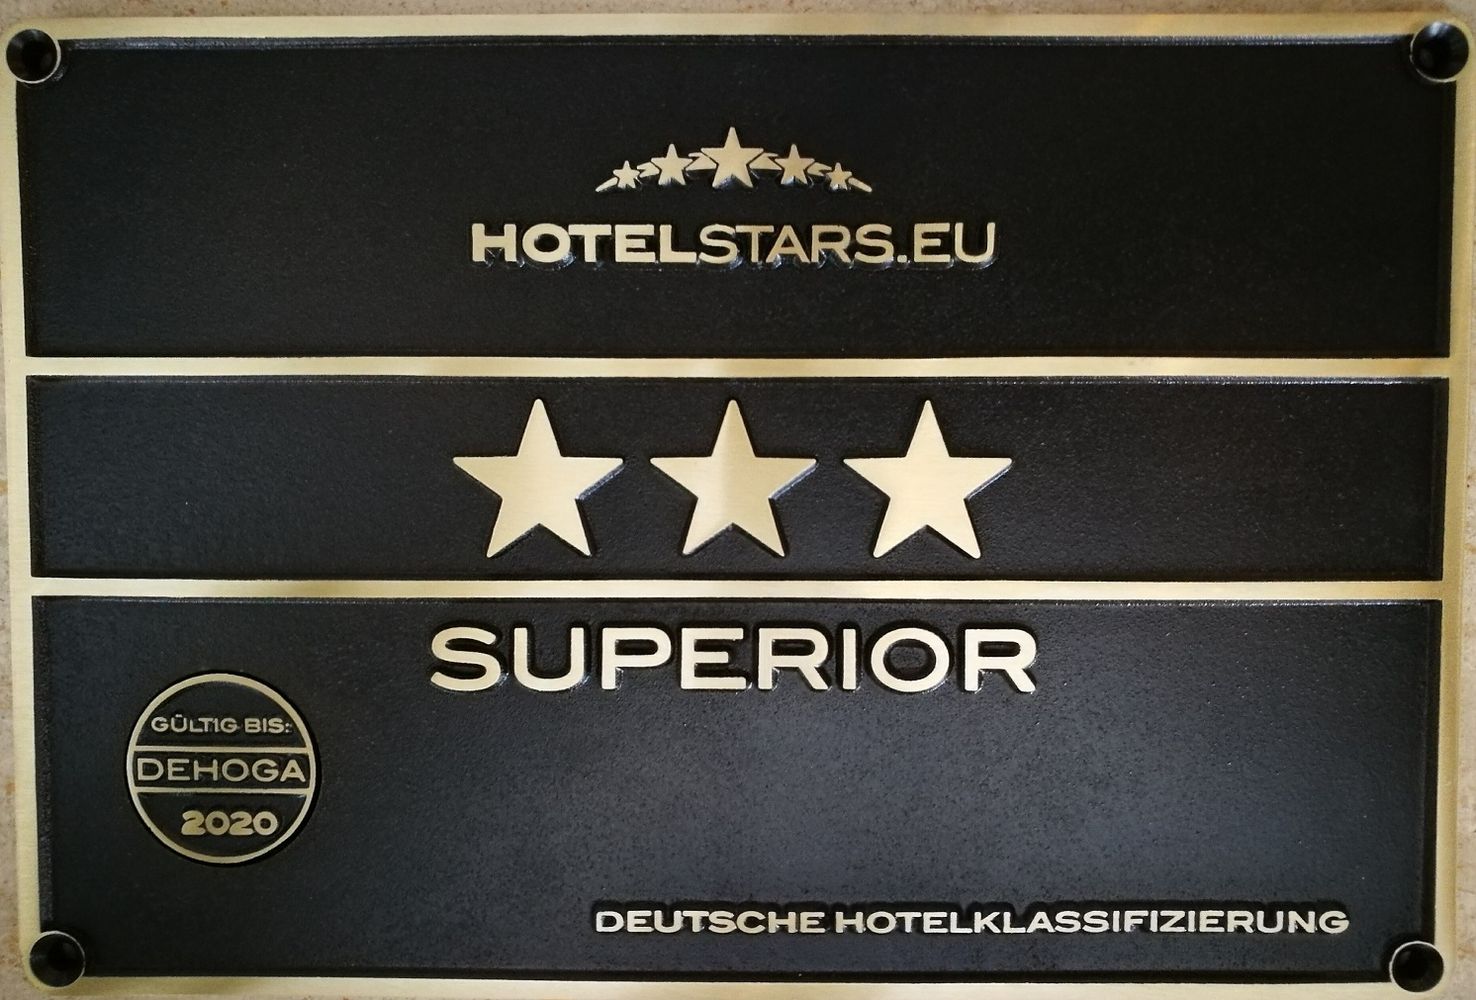 HOTELSTARS.EU
SUPERIOR
GÜLTIG BIS:
DEHOGA
2020
DEUTSCHE HOTELKLASSIFIZIERUNG